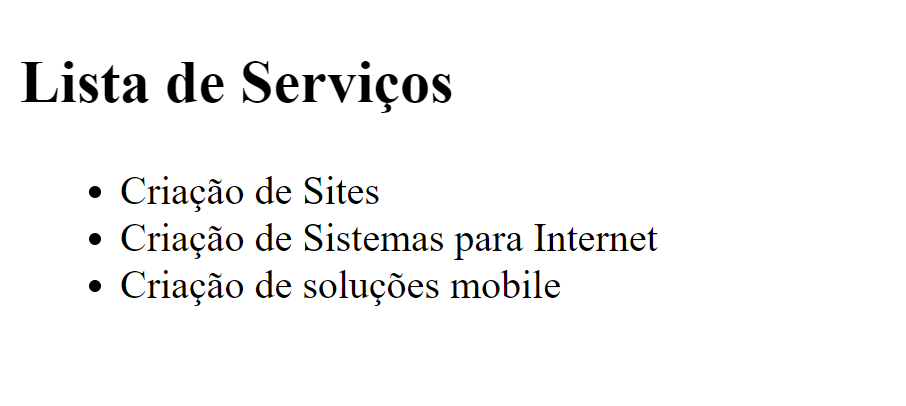 Lista de Serviços
Criação de Sites
Criação de Sistemas para Internet
Criação de soluções mobile